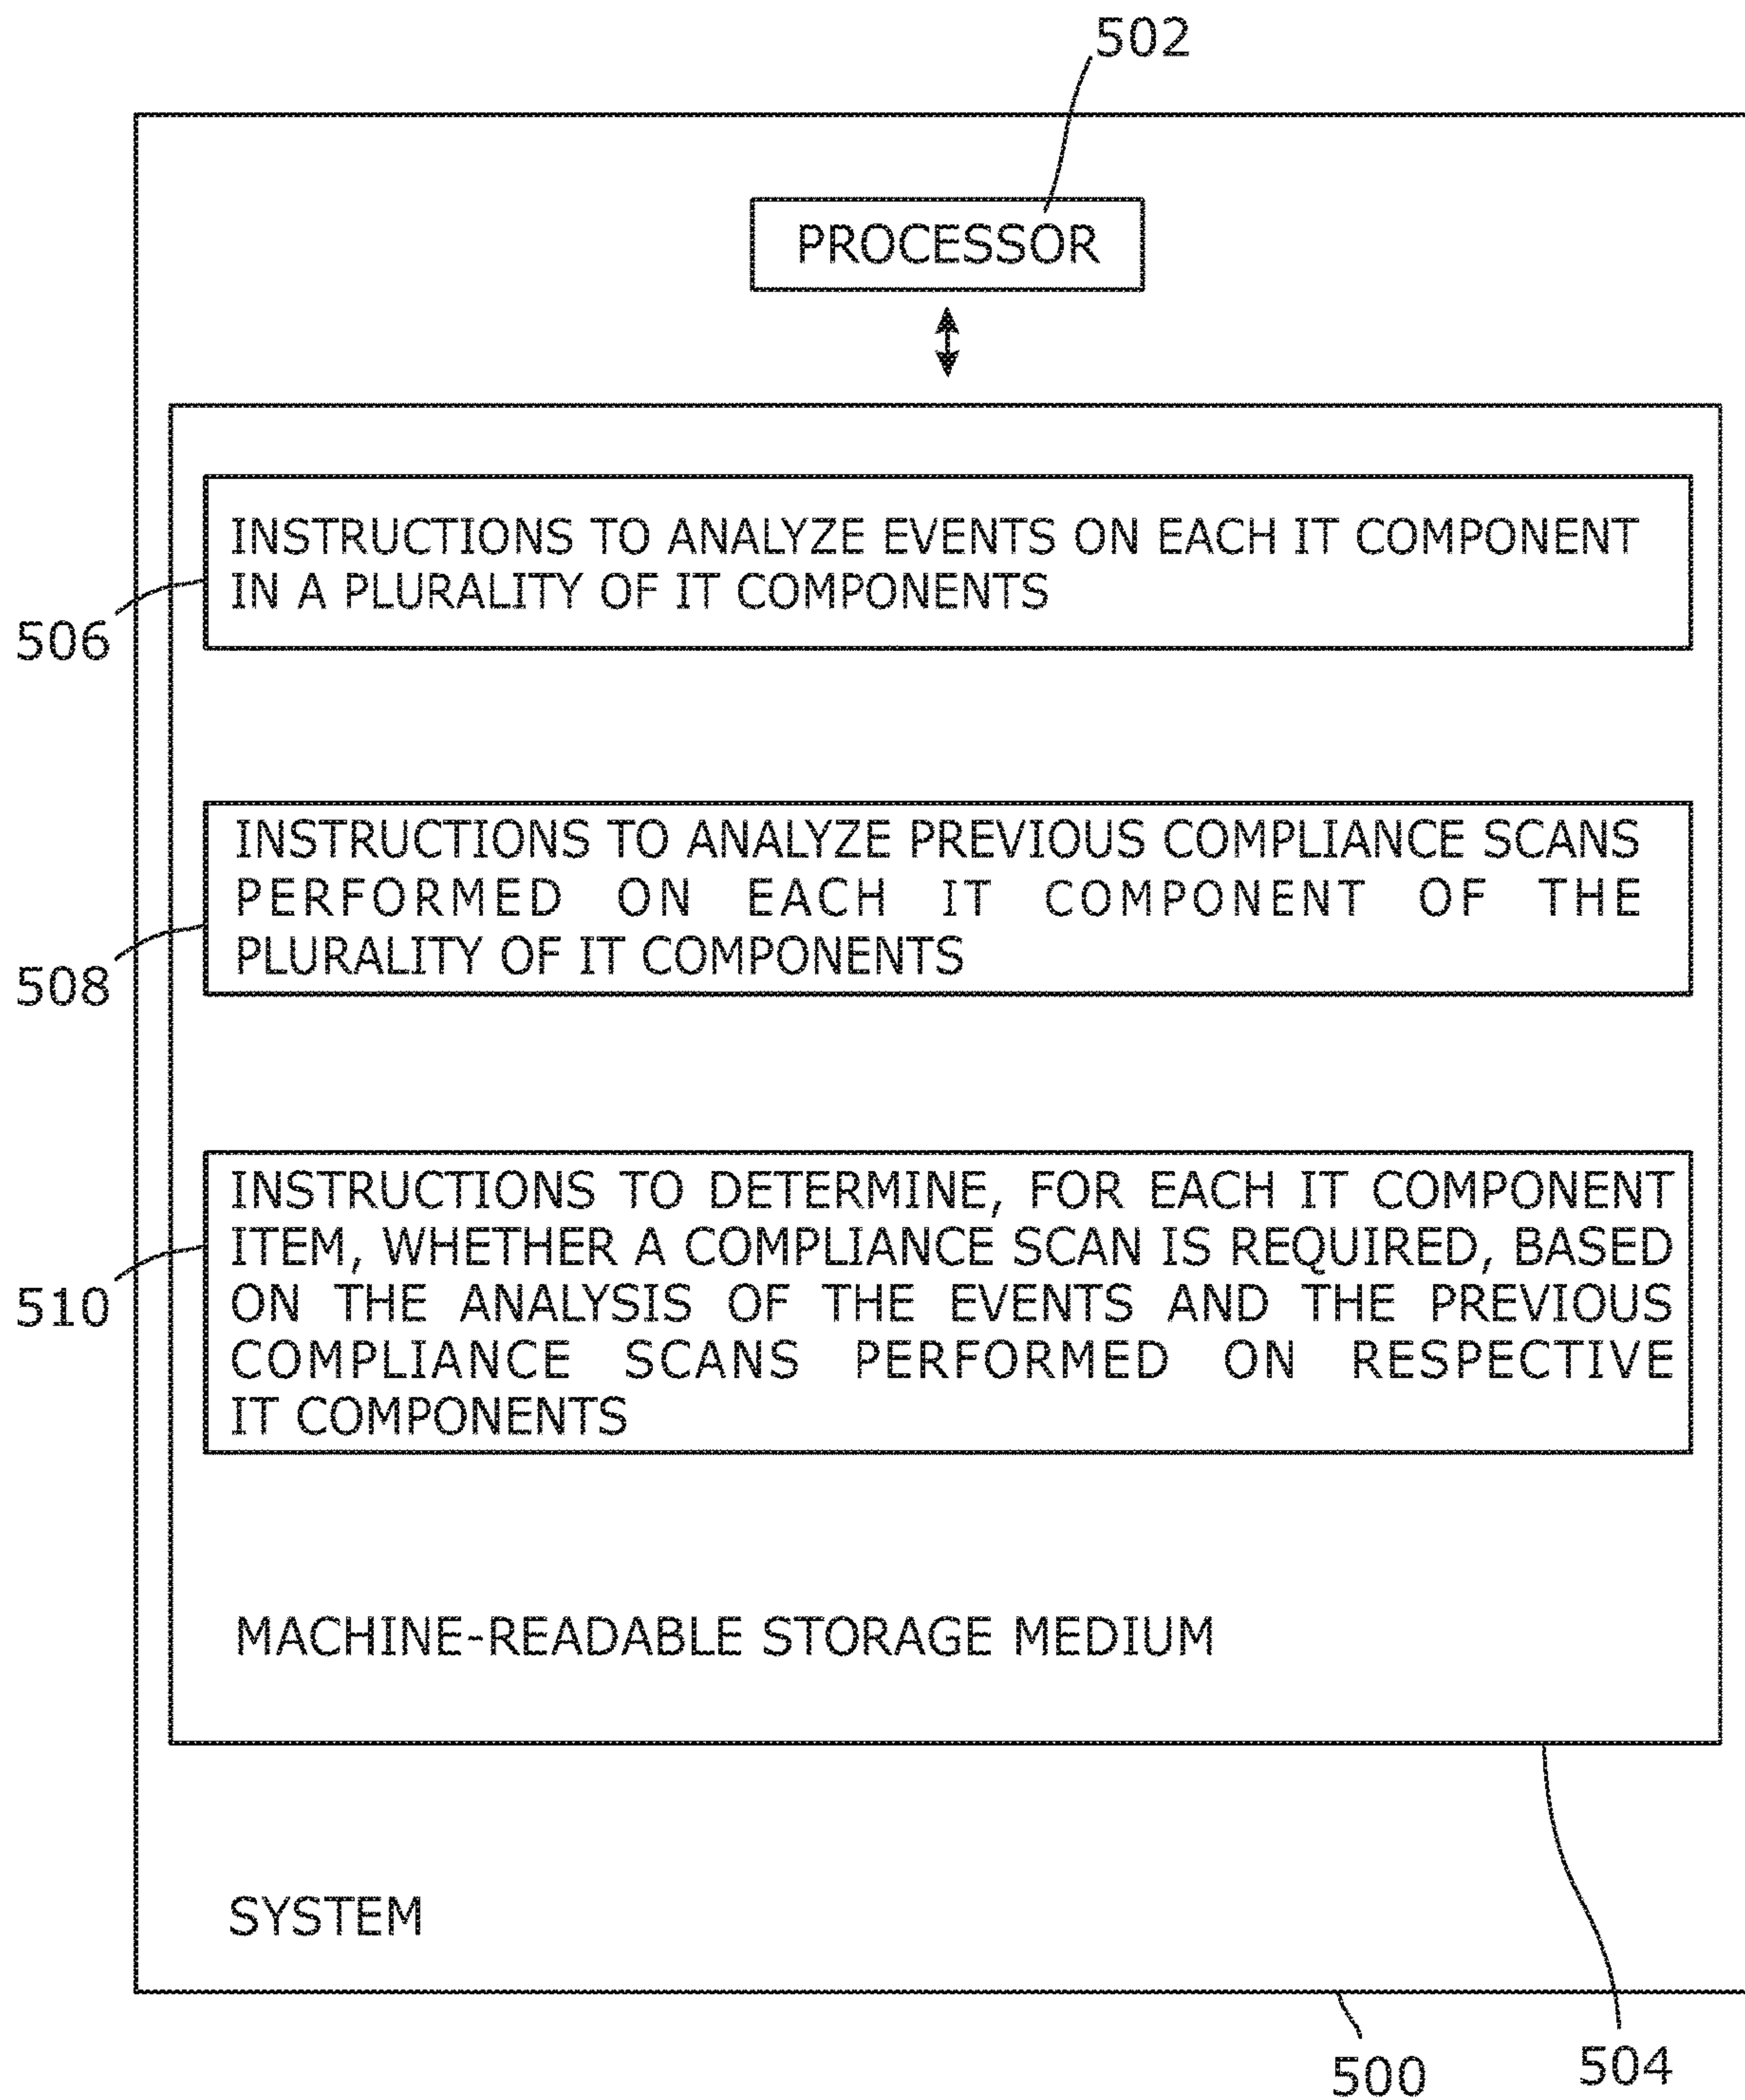 502
PROCESSOR
INSTRUCTIONS TO ANALYZE EVENTS ON EACH IT COMPONENT
IN A PLURALITY OF IT COMPONENTS
506
INSTRUCTIONS TO ANALYZE PREVIOUS COMPLIANCE SCANS
PERFORMED ON EACH IT COMPONENT OF THE
PLURALITY OF IT COMPONENTS
508
INSTRUCTIONS TO DETERMINE, FOR EACH IT COMPONENT
ITEM, WHETHER A COMPLIANCE SCAN IS REQUIRED, BASED
ON THE ANALYSIS OF THE EVENTS AND THE PREVIOUS
COMPLIANCE SCANS PERFORMED ON RESPECTIVE
IT COMPONENTS
510
MACHINE-READABLE STORAGE MEDIUM
SYSTEM
500
504